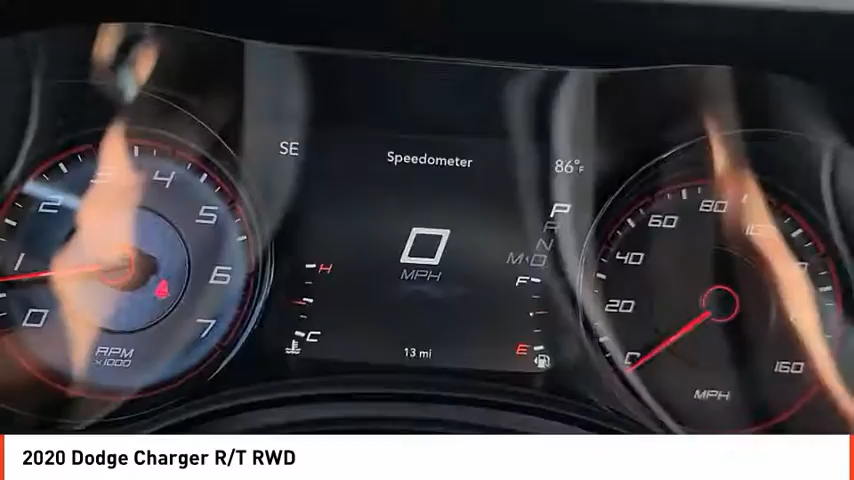 SE
Speedometer
86°F
P
R
N
M D
0
MPH
H
C
F
E
13 mi
0
1
2
4
5
6
7
RPM
x1000
0
20
40
60
80
160
MPH
2020 Dodge Charger R/T RWD